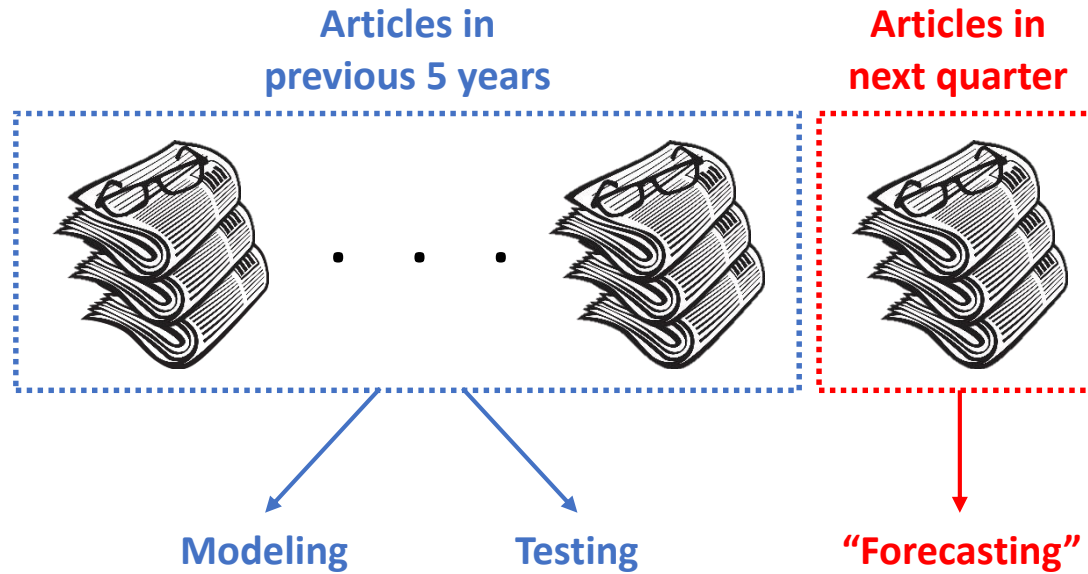 Articles in
previous 5 years
Articles in
next quarter
Modeling
Testing
“Forecasting”